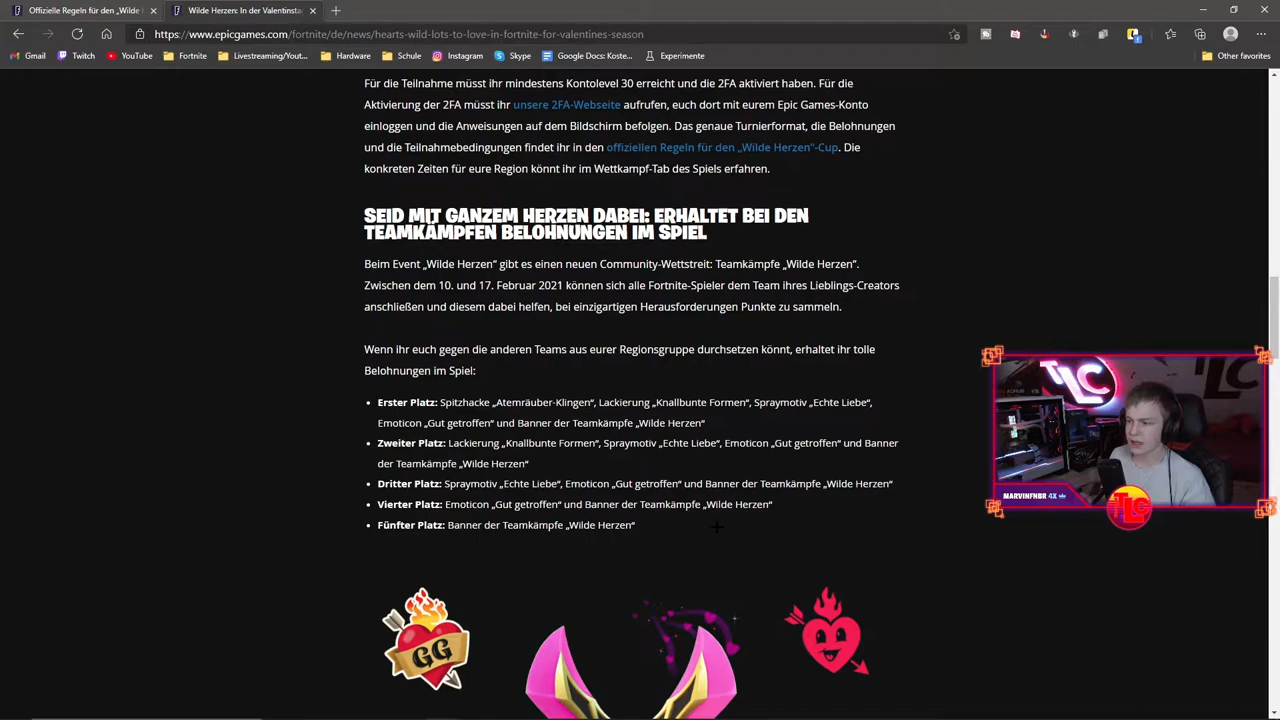 Offizielle Regeln für den „Wilde
Wilde Herzen: In der Valentinsta
https://www.epicgames.com/fortnite/de/news/hearts-wild-lots-to-love-in-fortnite-for-valentines-season
Gmail
Twitch
YouTube
Fortnite
Livestreaming/Yout...
Hardware
Schule
Instagram
Skype
Google Docs: Koste...
Experimente
Other favorites
Für die Teilnahme müsst ihr mindestens Kontolevel 30 erreicht und die 2FA aktiviert haben. Für die
Aktivierung der 2FA müsst ihr unsere 2FA-Webseite aufrufen, euch dort mit eurem Epic Games-Konto
einloggen und die Anweisungen auf dem Bildschirm befolgen. Das genaue Turnierformat, die Belohnungen
und die Teilnahmebedingungen findet ihr in den offiziellen Regeln für den „Wilde Herzen“-Cup. Die
konkreten Zeiten für eure Region könnt ihr im Wettkampf-Tab des Spiels erfahren.
SEID MIT GANZEM HERZEN DABEI: ERHALTET BEI DEN
TEAMKÄMPFEN BELOHNUNGEN IM SPIEL
Beim Event „Wilde Herzen“ gibt es einen neuen Community-Wettstreit: Teamkämpfe „Wilde Herzen“.
Zwischen dem 10. und 17. Februar 2021 können sich alle Fortnite-Spieler dem Team ihres Lieblings-Creators
anschließen und diesem dabei helfen, bei einzigartigen Herausforderungen Punkte zu sammeln.
Wenn ihr euch gegen die anderen Teams aus eurer Regionsgruppe durchsetzen könnt, erhaltet ihr tolle
Belohnungen im Spiel:
Erster Platz: Spitzhacke „Atemräuber-Klingen“, Lackierung „Knallbunte Formen“, Spraymotiv „Echte Liebe“,
Emoticon „Gut getroffen“ und Banner der Teamkämpfe „Wilde Herzen“
Zweiter Platz: Lackierung „Knallbunte Formen“, Spraymotiv „Echte Liebe“, Emoticon „Gut getroffen“ und Banner
der Teamkämpfe „Wilde Herzen“
Dritter Platz: Spraymotiv „Echte Liebe“, Emoticon „Gut getroffen“ und Banner der Teamkämpfe „Wilde Herzen“
Vierter Platz: Emoticon „Gut getroffen“ und Banner der Teamkämpfe „Wilde Herzen“
Fünfter Platz: Banner der Teamkämpfe „Wilde Herzen“
TLC
TLC
MARVINFNBR 4X
TLC
GG